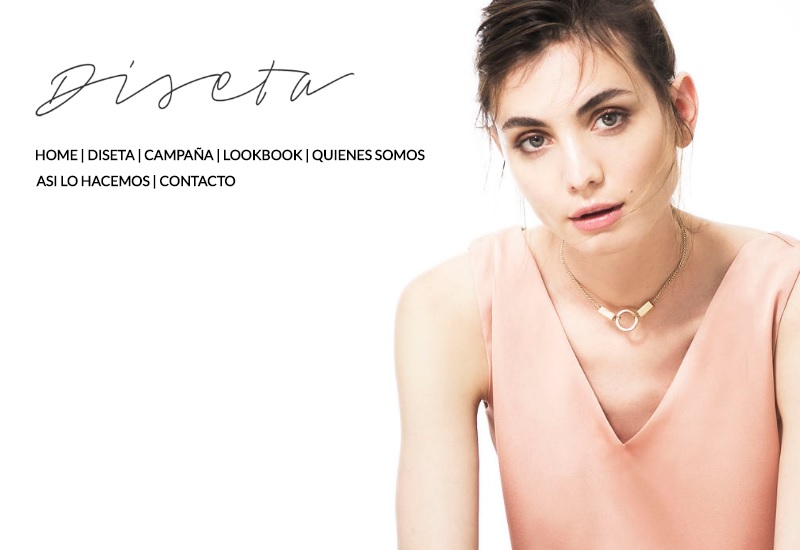 Diseta
HOME | DISETA | CAMPAÑA | LOOKBOOK | QUIENES SOMOS
ASI LO HACEMOS | CONTACTO